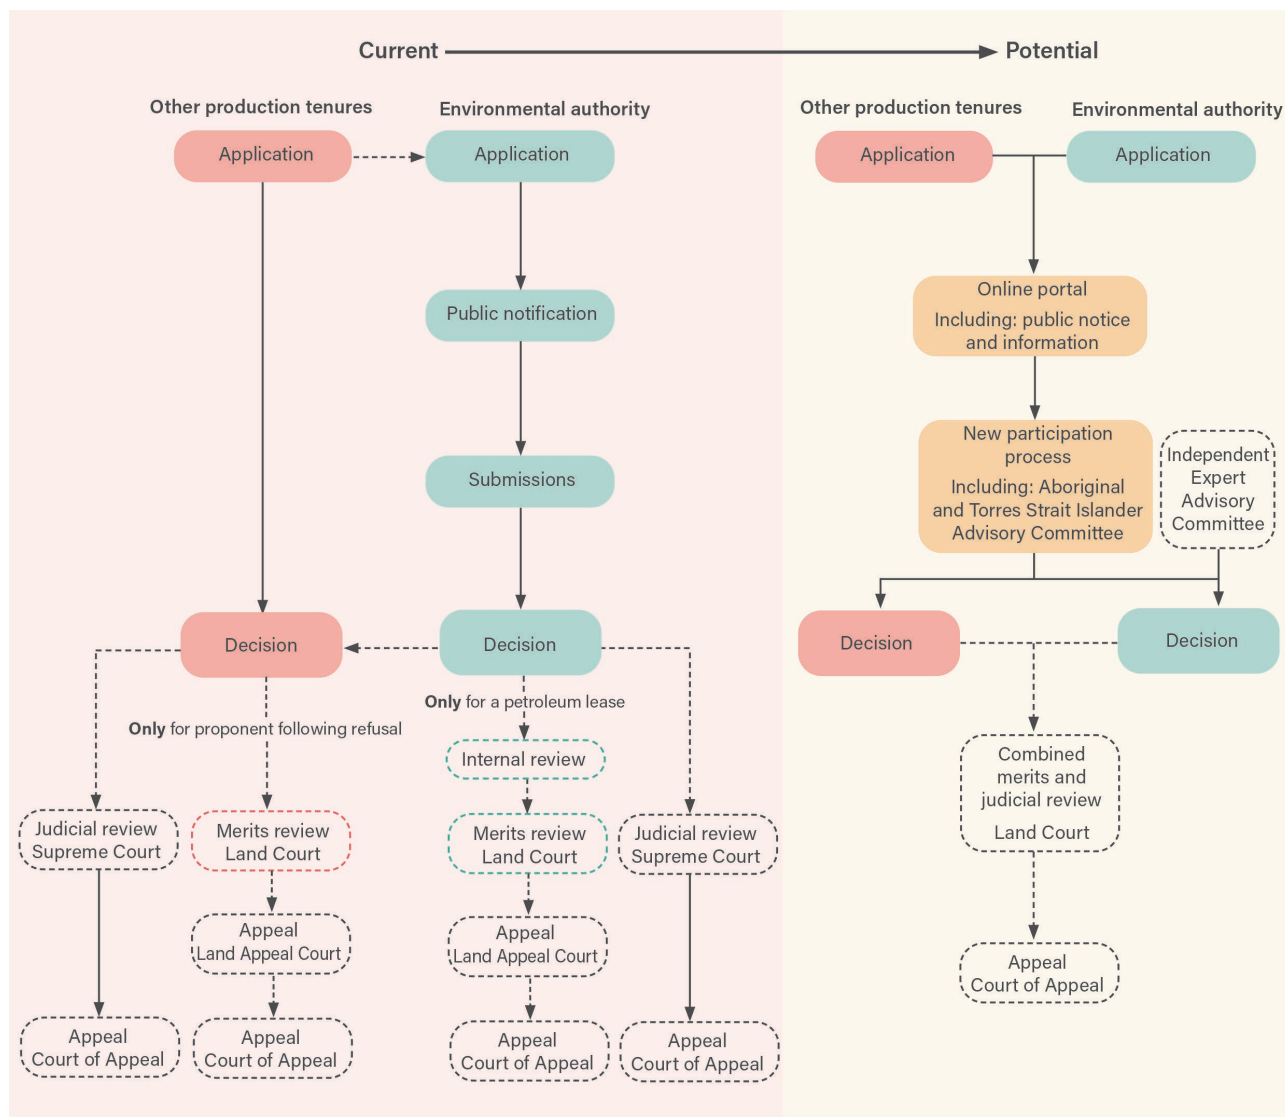 Current
Potential
Other production tenures
Environmental authority
Application
Application
Public notification
Submissions
Decision
Decision
Only for a petroleum lease
Only for proponent following refusal
Internal review
Judicial review
Supreme Court
Merits review
Land Court
Merits review
Land Court
Judicial review
Supreme Court
Appeal
Land Appeal Court
Appeal
Land Appeal Court
Appeal
Court of Appeal
Appeal
Court of Appeal
Appeal
Court of Appeal
Appeal
Court of Appeal
Other production tenures
Environmental authority
Application
Application
Online portal
Including: public notice
and information
New participation
process
Including: Aboriginal
and Torres Strait Islander
Advisory Committee
Independent
Expert
Advisory
Committee
Decision
Decision
Combined
merits and
judicial review
Land Court
Appeal
Court of Appeal